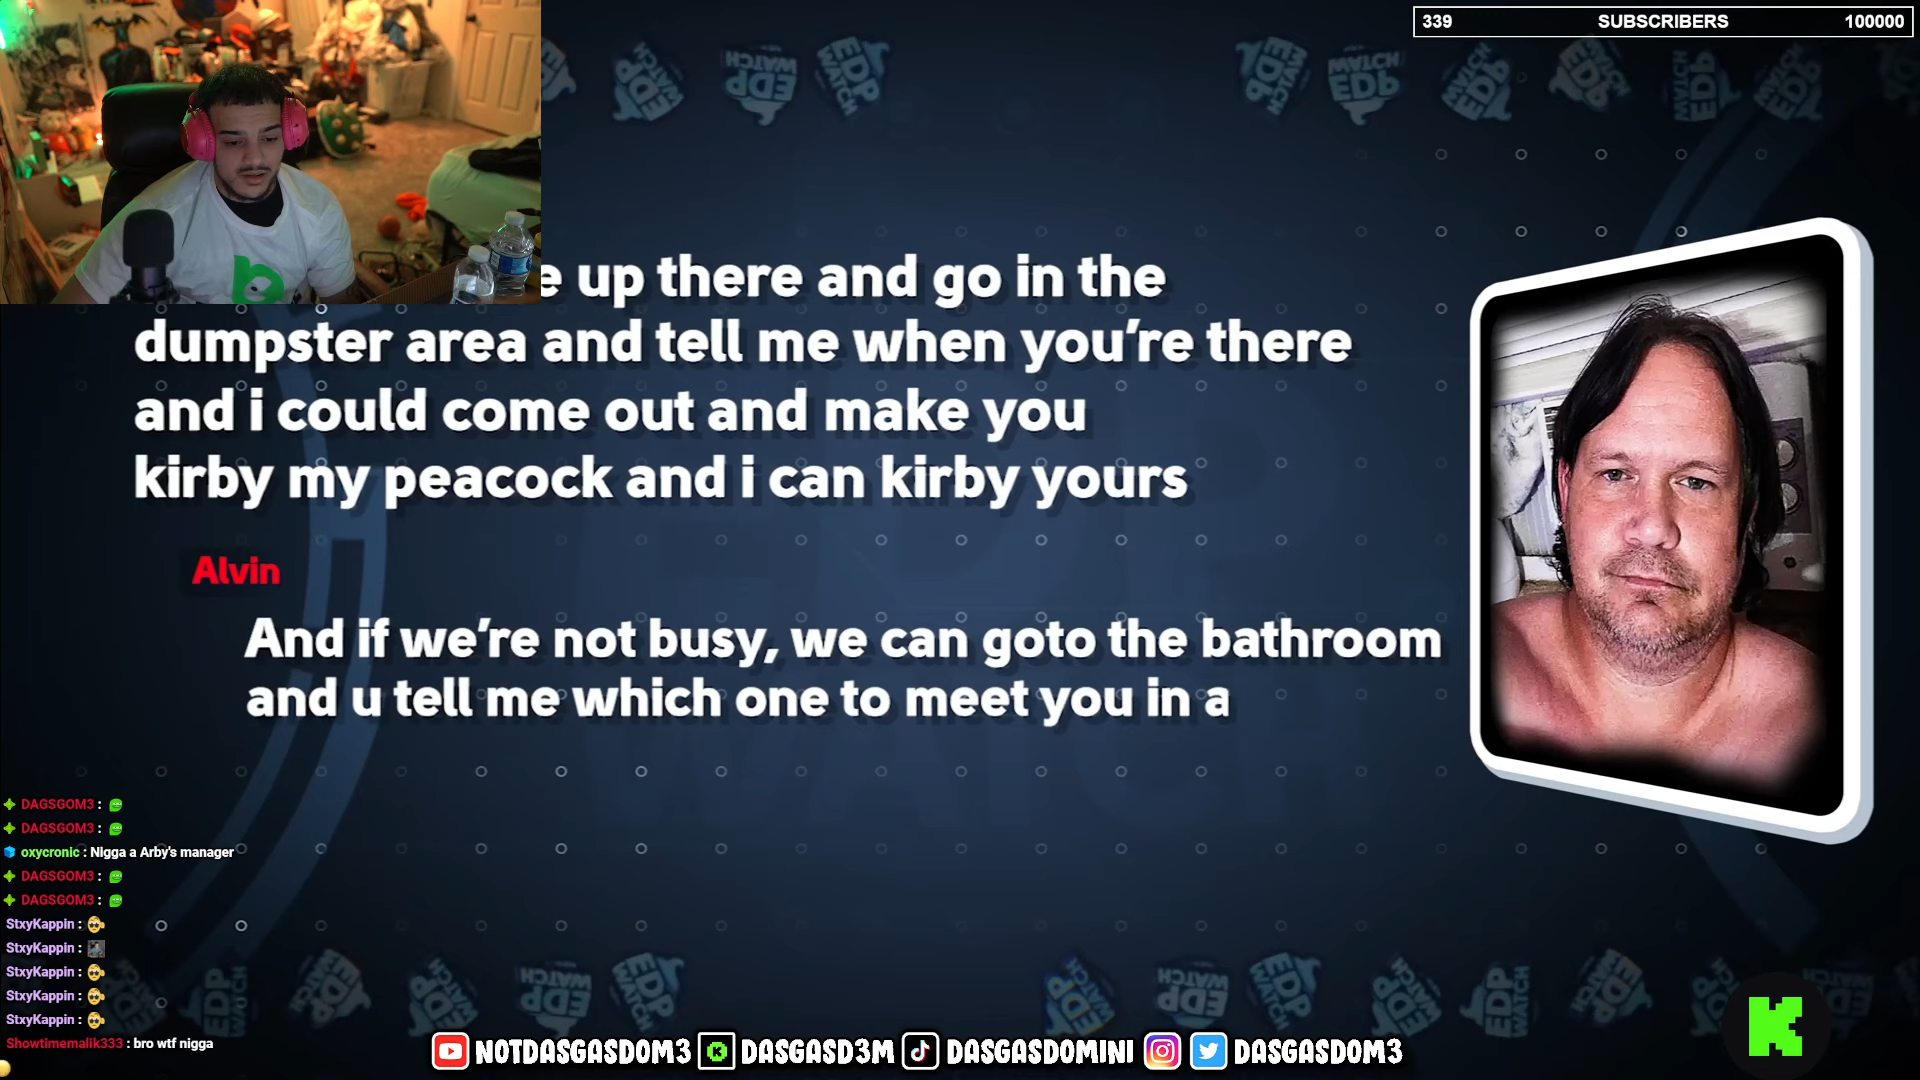 339 SUBSCRIBERS 100000
EDP WATCH
e up there and go in the
dumpster area and tell me when you're there
and i could come out and make you
kirby my peacock and i can kirby yours
Alvin
And if we're not busy, we can goto the bathroom
and u tell me which one to meet you in a
DAGSGOM3 :
DAGSGOM3 :
oxycronic : Nigga a Arby's manager
DAGSGOM3 :
DAGSGOM3 :
StxyKappin :
StxyKappin :
StxyKappin :
StxyKappin :
StxyKappin :
Showtimemalik333 : bro wtf nigga
NOTDASGASDOM3 DASGASD3M DASGASDOMINI DASGASDOM3
K